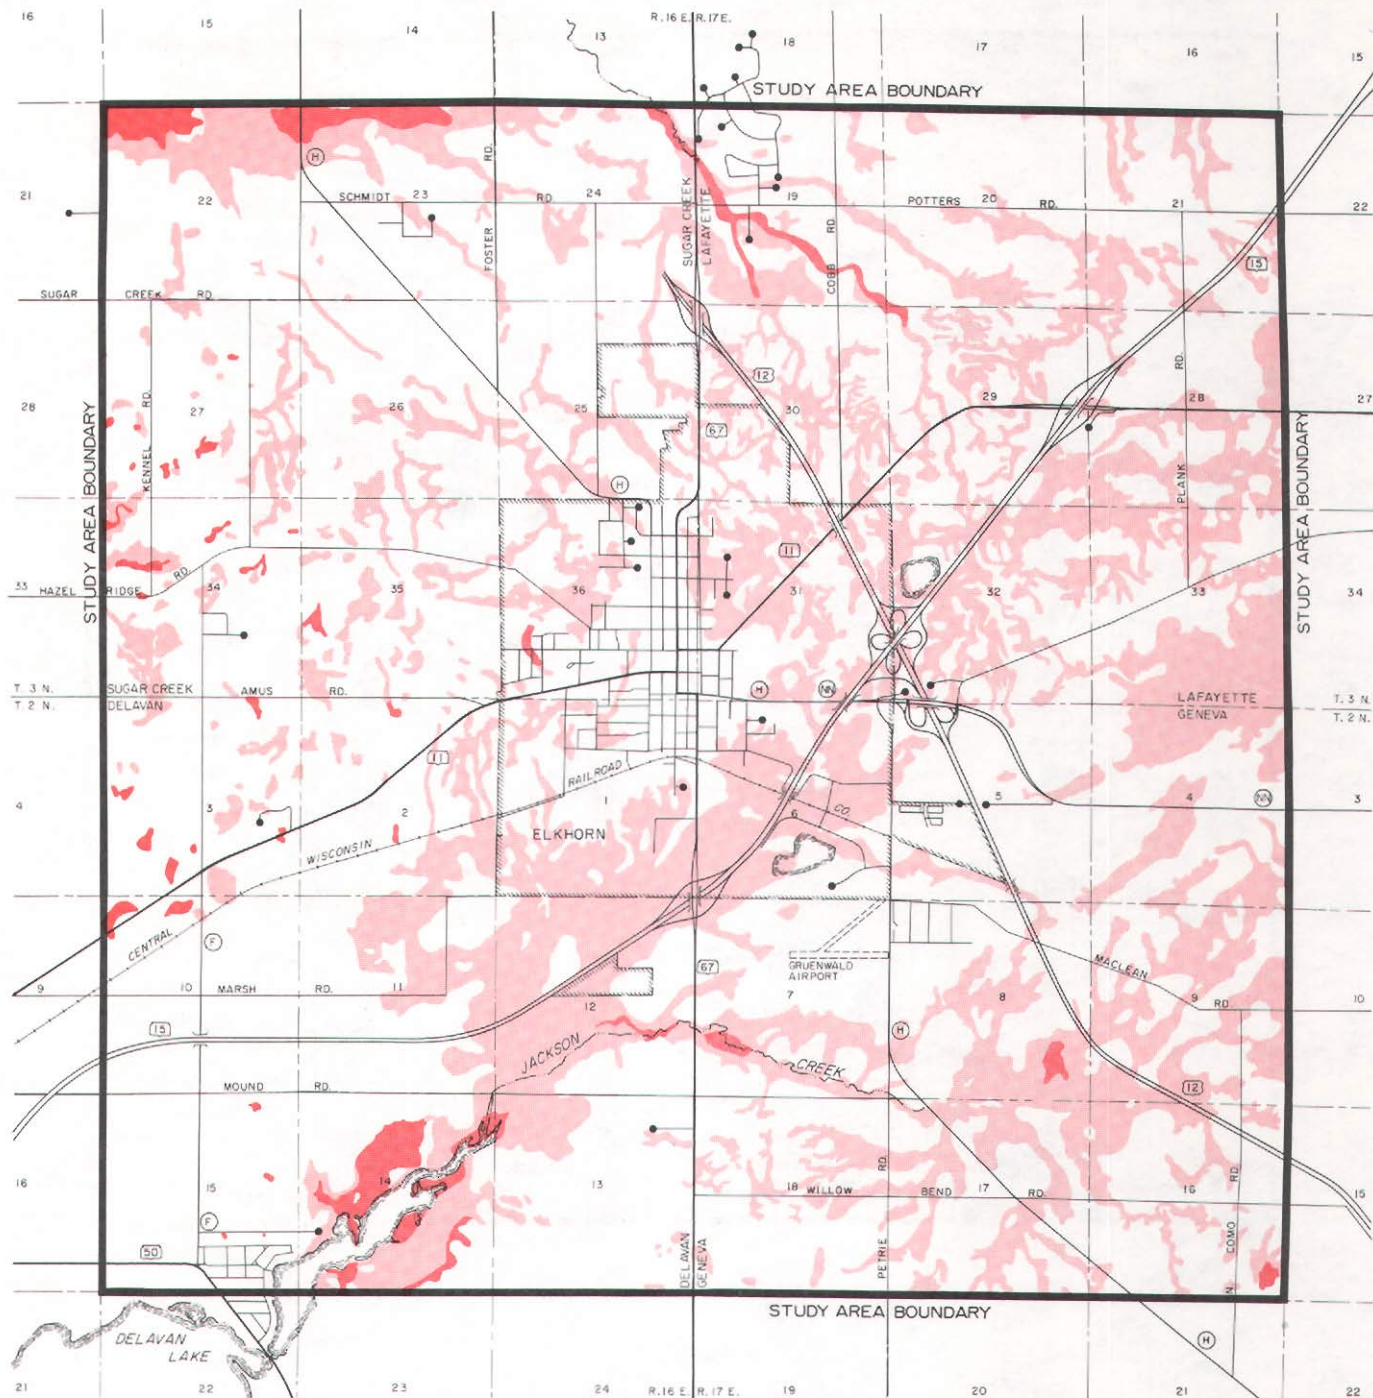 R. 16 E. R. 17 E.
16 15 14 13 18 17 16 15
STUDY AREA BOUNDARY
H
21 22 SCHMIDT 23 RD. 24 19 POTTERS 20 RD. 21 22
FOSTER RD.
SUGAR CREEK
LAFAYETTE
COBB RD.
15
SUGAR CREEK RD.
12
STUDY AREA BOUNDARY
KENNEL RD.
28 27 26 25 30 29 28 27
67
PLANK RD.
STUDY AREA BOUNDARY
H
11
33 HAZEL RIDGE RD. 34 35 36 31 32 33 34
T. 3 N. SUGAR CREEK AMUS RD. H NN LAFAYETTE T. 3 N.
T. 2 N. DELAVAN GENEVA T. 2 N.
11
RAILROAD
4 3 2 1 6 CO. 5 4 NN 3
ELKHORN
WISCONSIN
CENTRAL
F
67
GRUENWALD
AIRPORT
MACLEAN RD.
9 10 MARSH RD. 11 12 7 8 9 10
15
JACKSON CREEK
H
MOUND RD.
12
16 15 14 13 18 WILLOW BEND 17 RD. 16 15
F
50
DELAVAN
GENEVA
PETRIE RD.
N. COMO RD.
STUDY AREA BOUNDARY
DELAVAN
LAKE
H
21 22 23 24 R. 16 E. R. 17 E. 19 20 21 22